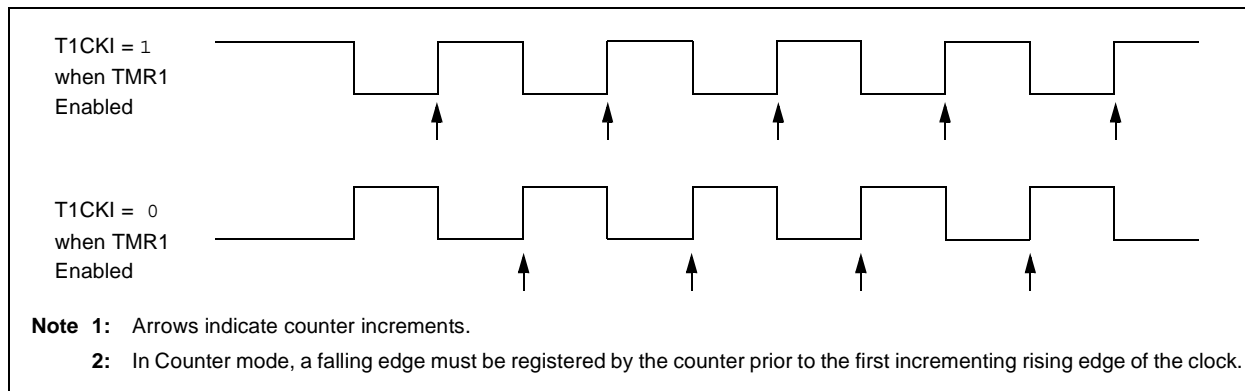 T1CKI = 1
when TMR1
Enabled
T1CKI = 0
when TMR1
Enabled
Note 1: Arrows indicate counter increments.
2: In Counter mode, a falling edge must be registered by the counter prior to the first incrementing rising edge of the clock.